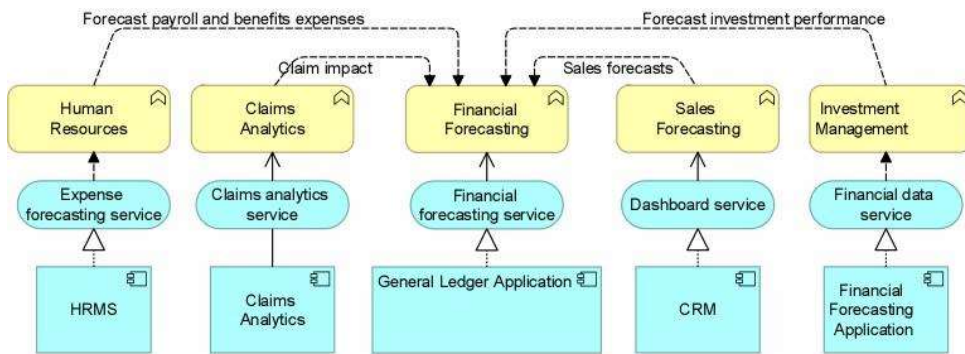 Forecast payroll and benefits expenses
Forecast investment performance
Claim impact
Sales forecasts
Human
Resources
Claims
Analytics
Financial
Forecasting
Sales
Forecasting
Investment
Management
Expense
forecasting service
Claims analytics
service
Financial
forecasting service
Dashboard service
Financial data
service
HRMS
Claims
Analytics
General Ledger Application
CRM
Financial
Forecasting
Application